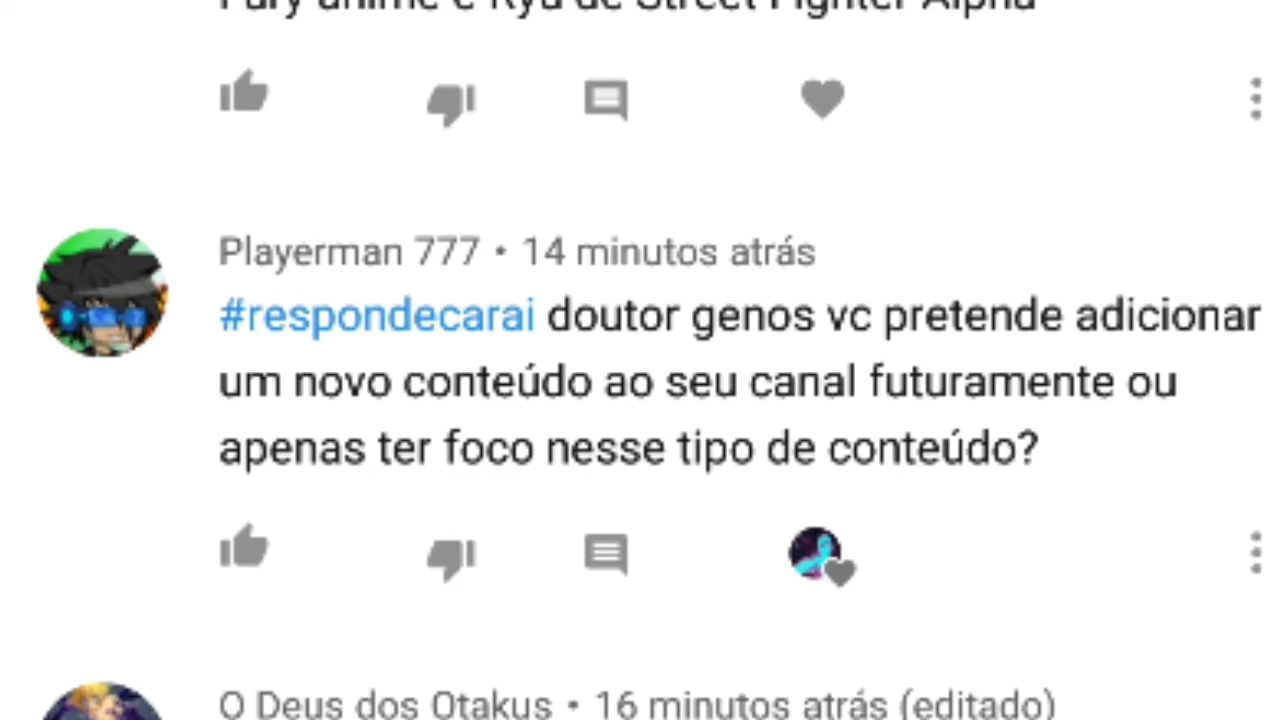 Fury anime e Ryu de Street Fighter Alpha
Playerman 777 • 14 minutos atrás
#respondecarai doutor genos vc pretende adicionar
um novo conteúdo ao seu canal futuramente ou
apenas ter foco nesse tipo de conteúdo?
O Deus dos Otakus • 16 minutos atrás (editado)